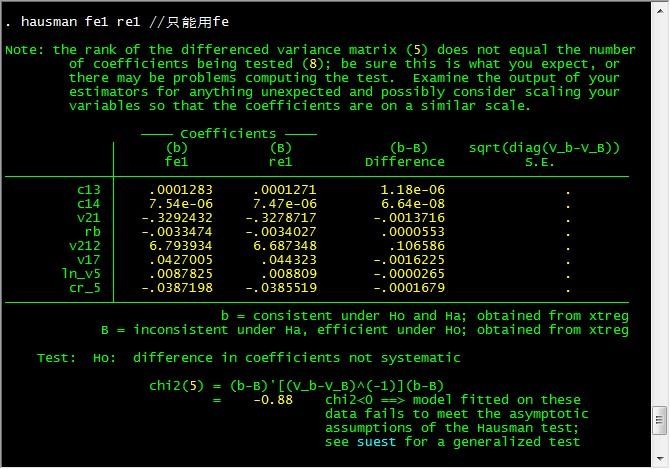 . hausman fe1 re1 //只能用fe
Note: the rank of the differenced variance matrix (5) does not equal the number
of coefficients being tested (8); be sure this is what you expect, or
there may be problems computing the test. Examine the output of your
estimators for anything unexpected and possibly consider scaling your
variables so that the coefficients are on a similar scale.
Coefficients
(b) (B) (b-B) sqrt(diag(V_b-V_B))
fe1 re1 Difference S.E.
c13 .0001283 .0001271 1.18e-06 .
c14 7.54e-06 7.47e-06 6.64e-08 .
v21 -.3292432 -.3278717 -.0013716 .
rb -.0033474 -.0034027 .0000553 .
v212 6.793934 6.687348 .106586 .
v17 .0427005 .044323 -.0016225 .
ln_v5 .0087825 .008809 -.0000265 .
cr_5 -.0387198 -.0385519 -.0001679 .
b = consistent under Ho and Ha; obtained from xtreg
B = inconsistent under Ha, efficient under Ho; obtained from xtreg
Test: Ho: difference in coefficients not systematic
chi2(5) = (b-B)'[(V_b-V_B)^(-1)](b-B)
= -0.88 chi2<0 ==> model fitted on these
data fails to meet the asymptotic
assumptions of the Hausman test;
see suest for a generalized test